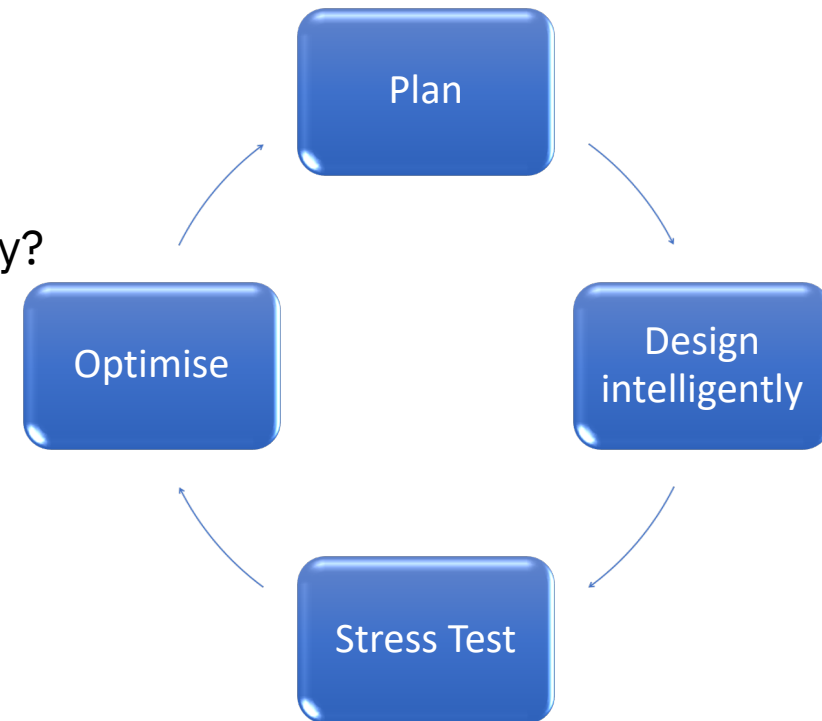 Plan
y?
Optimise
Design
intelligently
Stress Test